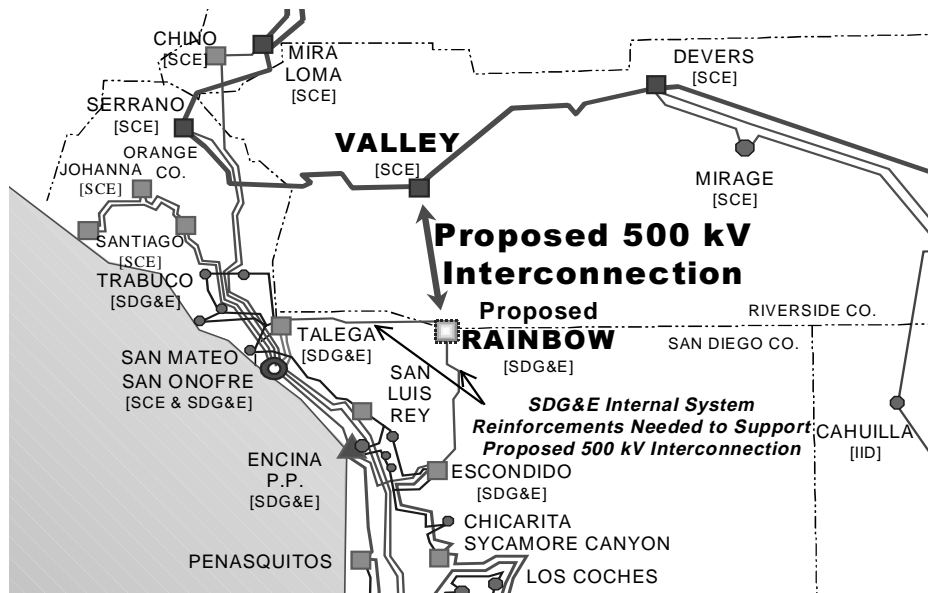 CHINO
[SCE]
MIRA
LOMA
[SCE]
DEVERS
[SCE]
SERRANO
[SCE]
ORANGE
CO.
VALLEY
[SCE]
JOHANNA
[SCE]
MIRAGE
[SCE]
SANTIAGO
[SCE]
Proposed 500 kV
Interconnection
TRABUCO
[SDG&E]
Proposed
RAINBOW
[SDG&E]
RIVERSIDE CO.
SAN DIEGO CO.
TALEGA
[SDG&E]
SAN MATEO
SAN ONOFRE
[SCE & SDG&E]
SAN
LUIS
REY
SDG&E Internal System
Reinforcements Needed to Support
Proposed 500 kV Interconnection
CAHUILLA
[IID]
ENCINA
P.P.
[SDG&E]
ESCONDIDO
[SDG&E]
CHICARITA
SYCAMORE CANYON
PENASQUITOS
LOS COCHES